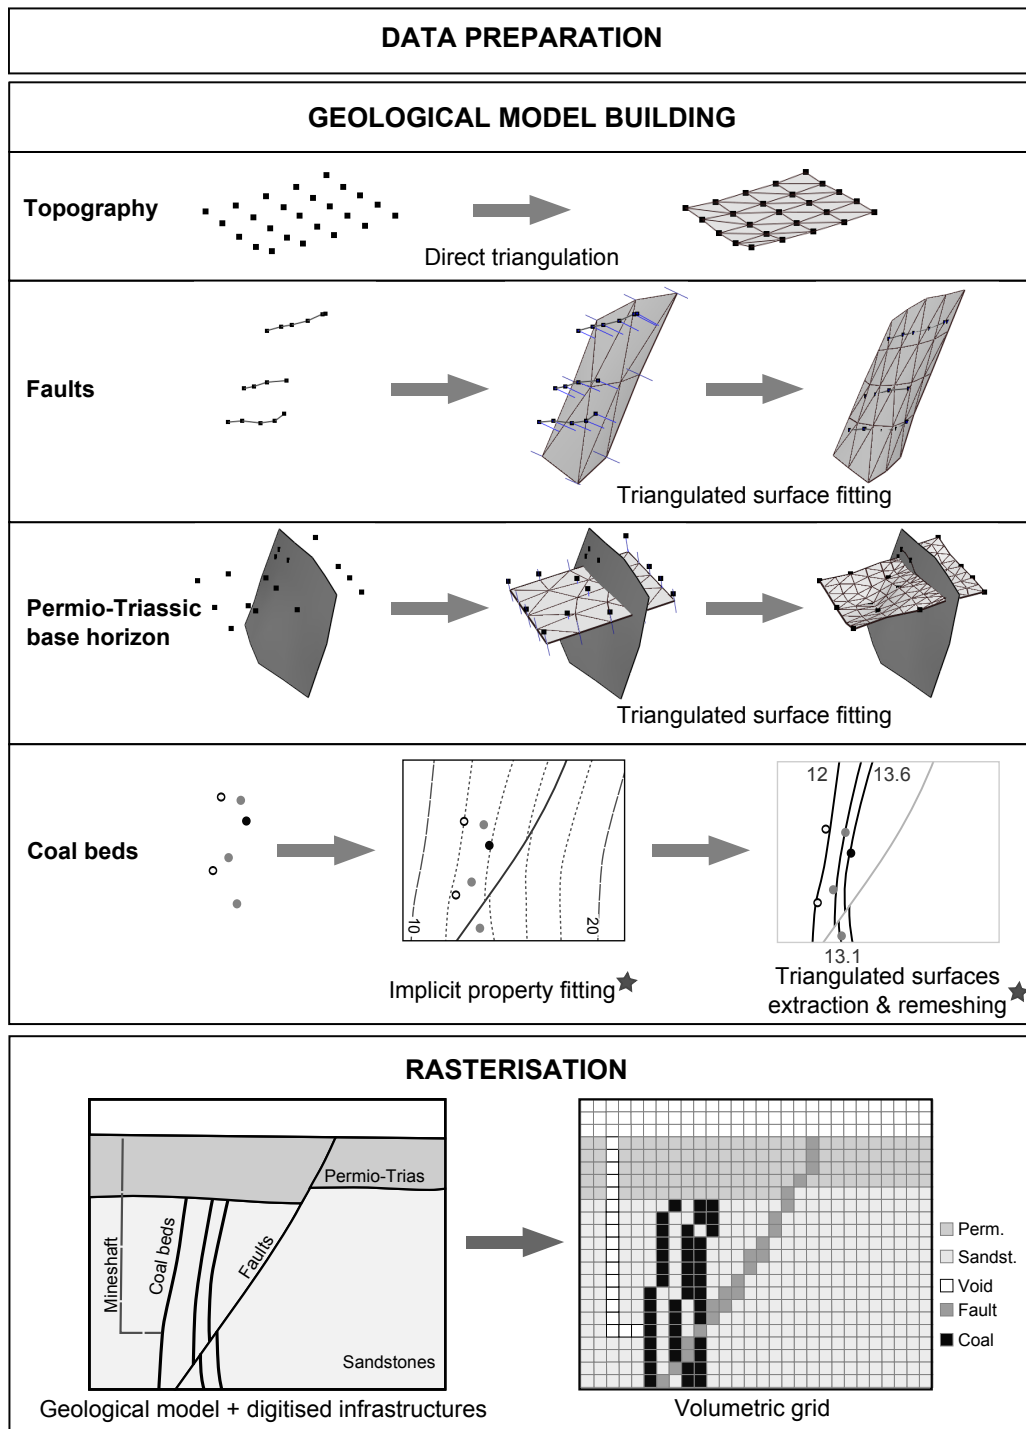 DATA PREPARATION
GEOLOGICAL MODEL BUILDING
Topography
Direct triangulation
Faults
Triangulated surface fitting
Permio-Triassic
base horizon
Triangulated surface fitting
Coal beds
10
20
Implicit property fitting
12
13.6
13.1
Triangulated surfaces
extraction & remeshing
RASTERISATION
Mineshaft
Coal beds
Faults
Permio-Trias
Sandstones
Geological model + digitised infrastructures
Perm.
Sandst.
Void
Fault
Coal
Volumetric grid